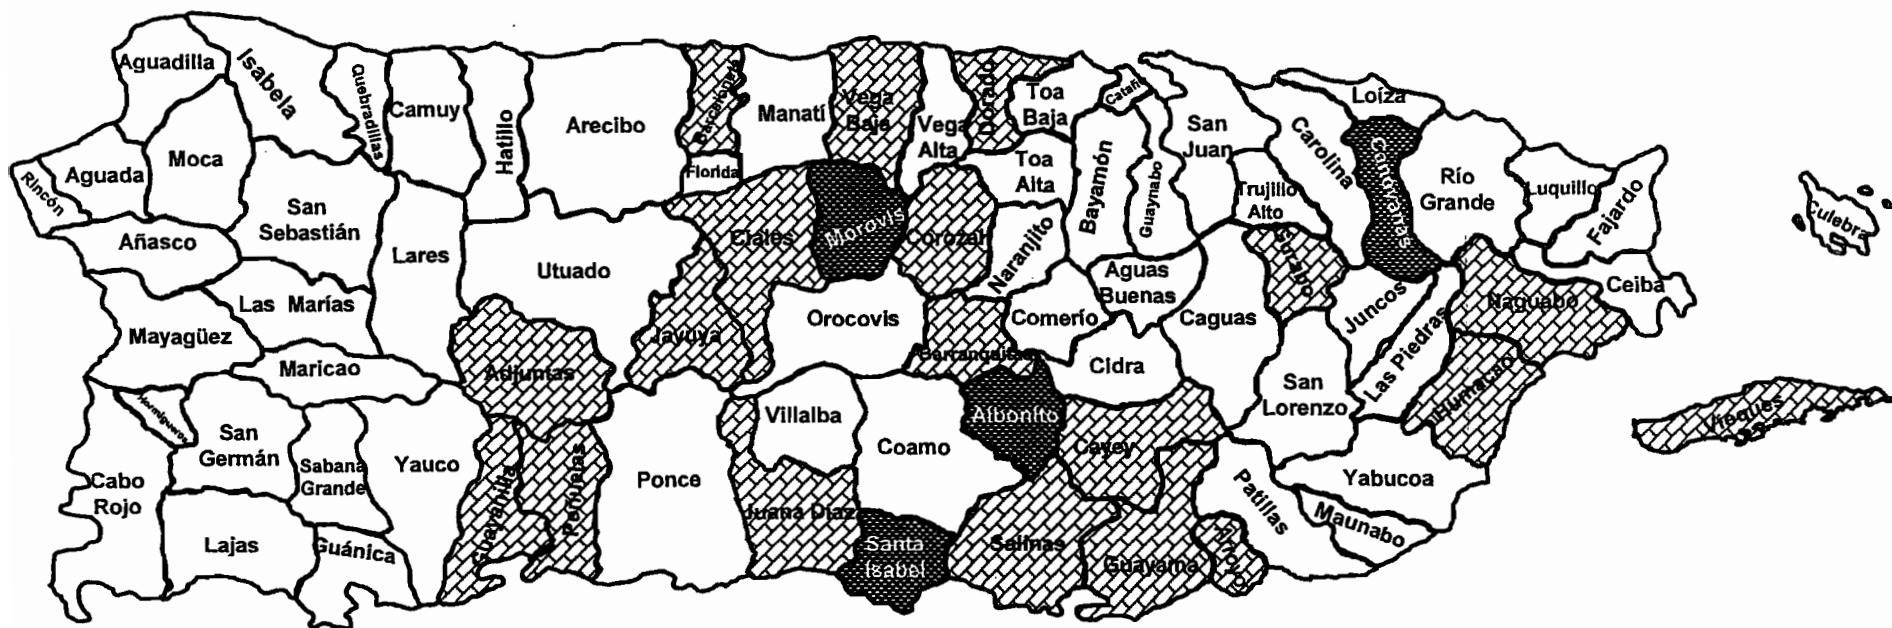 Aguadilla
Isabela
Quebradillas
Camuy
Hatillo
Arecibo
Barceloneta
Manatí
Vega
Baja
Vega
Alta
Dorado
Toa
Baja
Cataño
San
Juan
Carolina
Loíza
Canóvanas
Río
Grande
Luquillo
Fajardo
Culebra
Rincón
Aguada
Moca
San
Sebastián
Lares
Utuado
Florida
Ciales
Morovis
Corozal
Toa
Alta
Naranjito
Bayamón
Guaynabo
Trujillo
Alto
Gurabo
Juncos
Las Piedras
Naguabo
Ceiba
Añasco
Las Marías
Mayagüez
Maricao
Adjuntas
Jayuya
Orocovis
Barranquitas
Comerío
Aguas
Buenas
Cidra
Caguas
San
Lorenzo
Humacao
Vieques
Hormigueros
Cabo
Rojo
San
Germán
Sabana
Grande
Yauco
Guayanilla
Peñuelas
Ponce
Villalba
Juana Diaz
Coamo
Aibonito
Cayey
Patillas
Yabucoa
Maunabo
Lajas
Guánica
Santa
Isabel
Salinas
Guayama
Arroyo